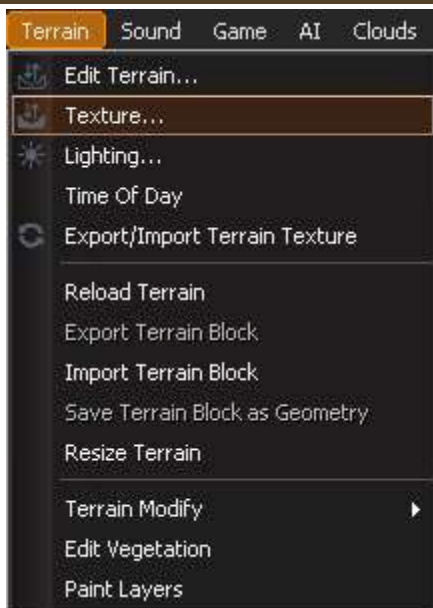 Terrain Sound Game AI Clouds
Edit Terrain...
Texture...
Lighting...
Time Of Day
Export/Import Terrain Texture
Reload Terrain
Export Terrain Block
Import Terrain Block
Save Terrain Block as Geometry
Resize Terrain
Terrain Modify
Edit Vegetation
Paint Layers